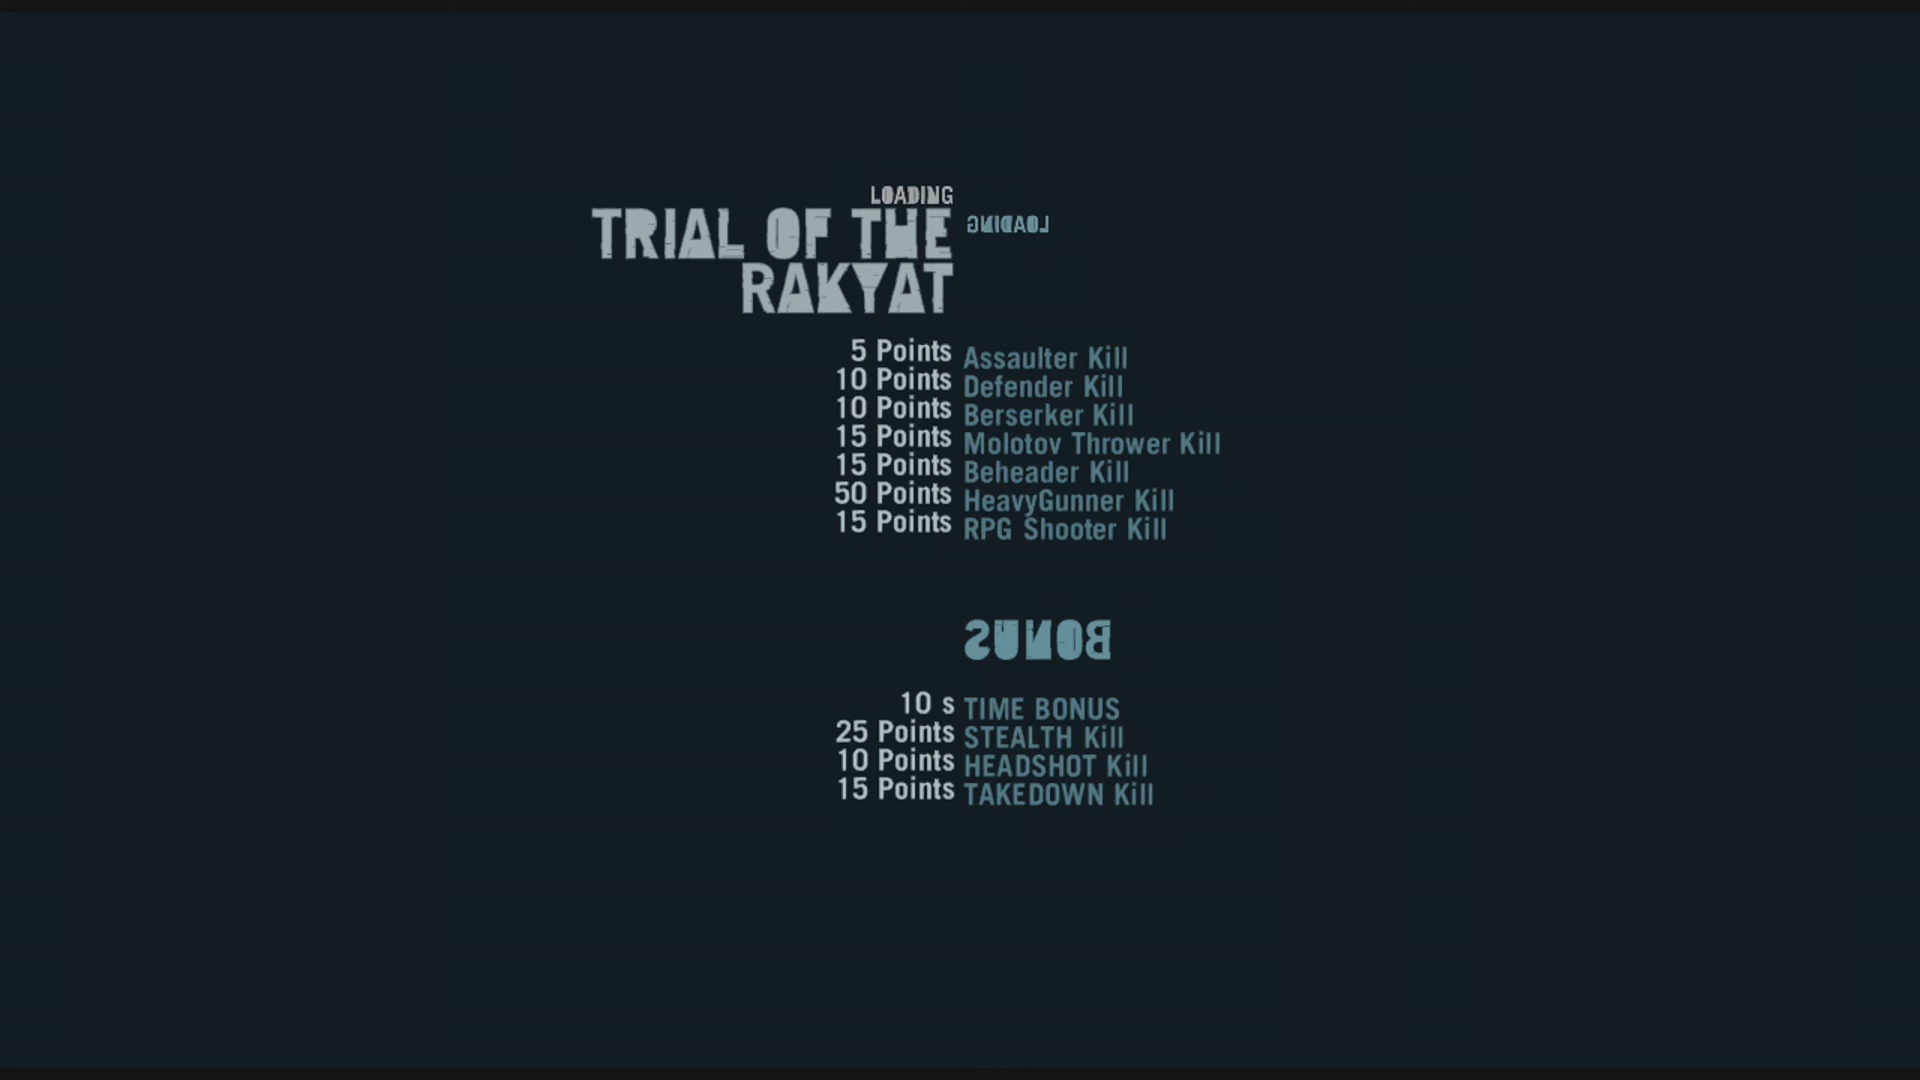 LOADING
TRIAL OF THE
LOADING
RAKYAT
5 Points Assaulter Kill
10 Points Defender Kill
10 Points Berserker Kill
15 Points Molotov Thrower Kill
15 Points Beheader Kill
50 Points HeavyGunner Kill
15 Points RPG Shooter Kill
BONUS
10 s TIME BONUS
25 Points STEALTH Kill
10 Points HEADSHOT Kill
15 Points TAKEDOWN Kill